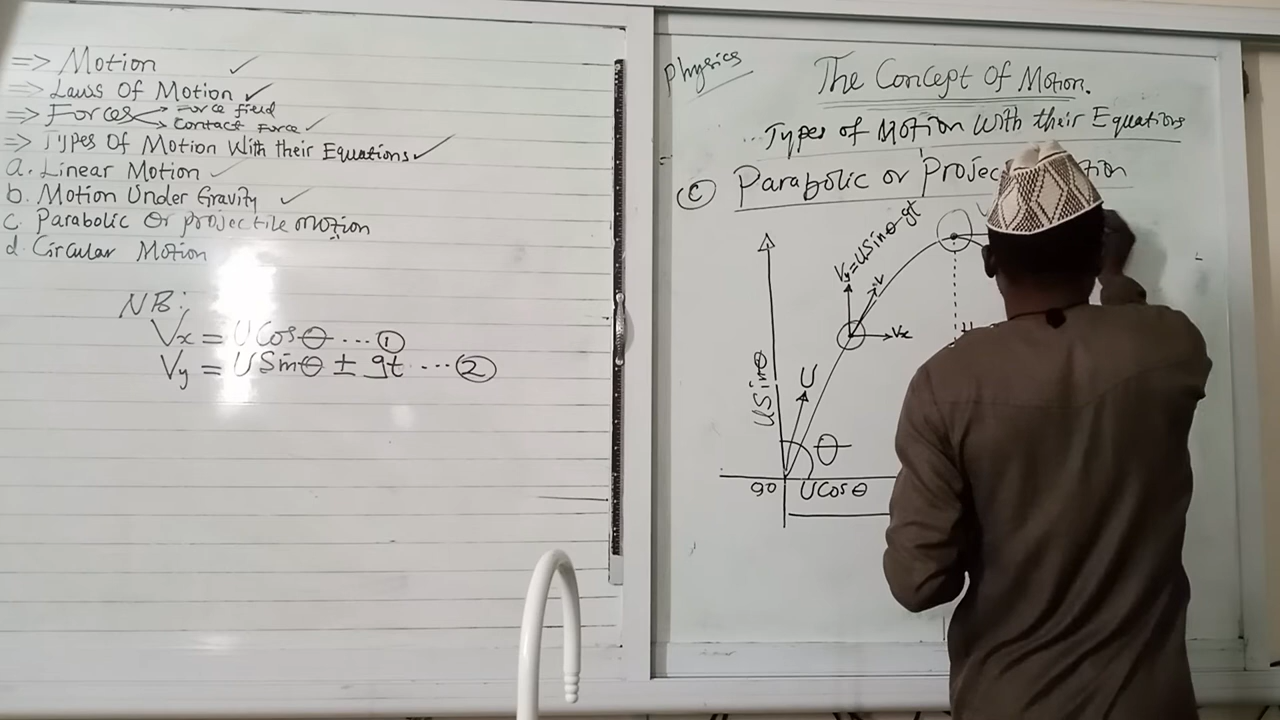 => Motion ✓
=> Laws Of Motion ✓
=> Forces → Force field
→ Contact Force ✓
=> Types Of Motion With their Equations ✓
a. Linear Motion ✓
b. Motion Under Gravity ✓
c. Parabolic Or projectile motion
d. Circular Motion
NB:
Vx = UCosθ ... ①
Vy = USinθ ± gt ... ②
Physics
The Concept Of Motion.
Types of Motion With their Equations
(C) Parabolic or Projec tion
Vy=USinθ-gt
v
Vx
USinθ
U
θ
90
UCosθ